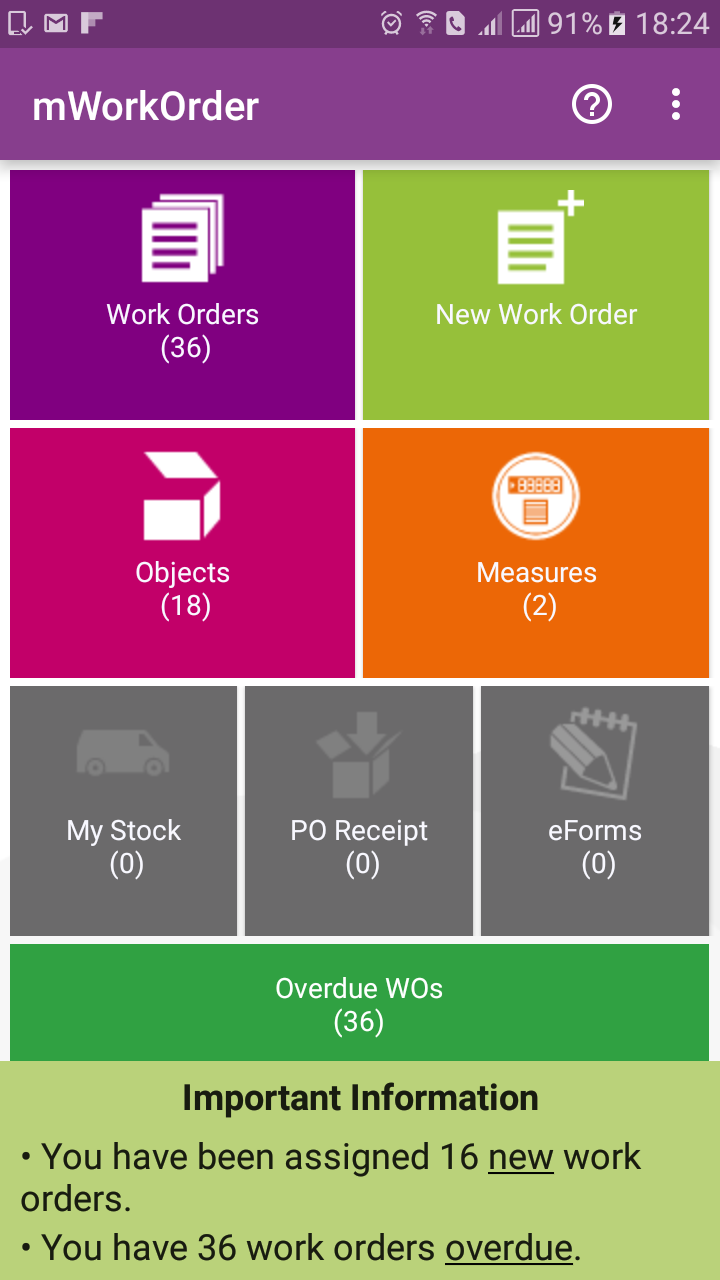 91% 18:24
mWorkOrder
Work Orders
(36)
New Work Order
Objects
(18)
Measures
(2)
My Stock
(0)
PO Receipt
(0)
eForms
(0)
Overdue WOs
(36)
Important Information
• You have been assigned 16 new work
orders.
• You have 36 work orders overdue.